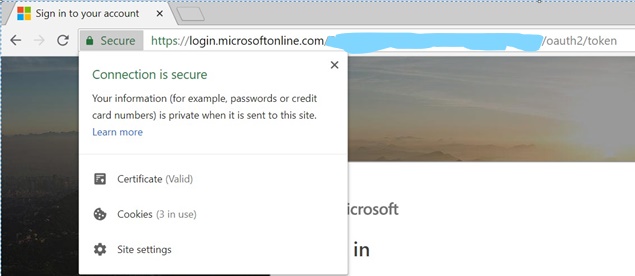 Sign in to your account
Secure https://login.microsoftonline.com/ /oauth2/token
Connection is secure
Your information (for example, passwords or credit
card numbers) is private when it is sent to this site.
Learn more
Certificate (Valid)
Cookies (3 in use)
icrosoft
Site settings
in